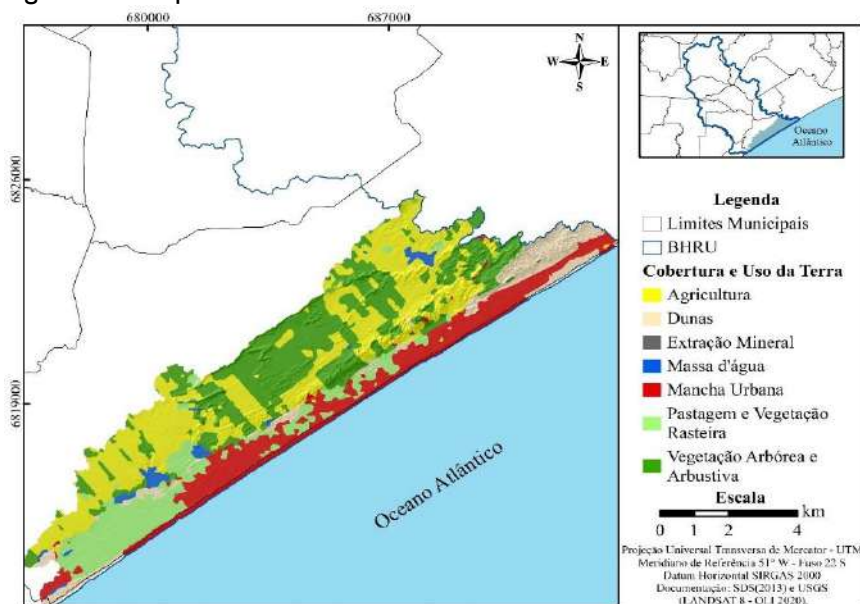 680000
687000
6826000
6819000
N
W
E
S
Oceano Atlântico
Oceano
Atlântico
Legenda
Limites Municipais
BHRU
Cobertura e Uso da Terra
Agricultura
Dunas
Extração Mineral
Massa d'água
Mancha Urbana
Pastagem e Vegetação
Rasteira
Vegetação Arbórea e
Arbustiva
Escala
km
0 1 2 4
Projeção Universal Transversa de Mercator - UTM
Meridiano de Referência 51° W - Fuso 22 S
Datum Horizontal SIRGAS 2000
Documentação: SDS(2013) e USGS
(LANDSAT 8 - OLI 2020).